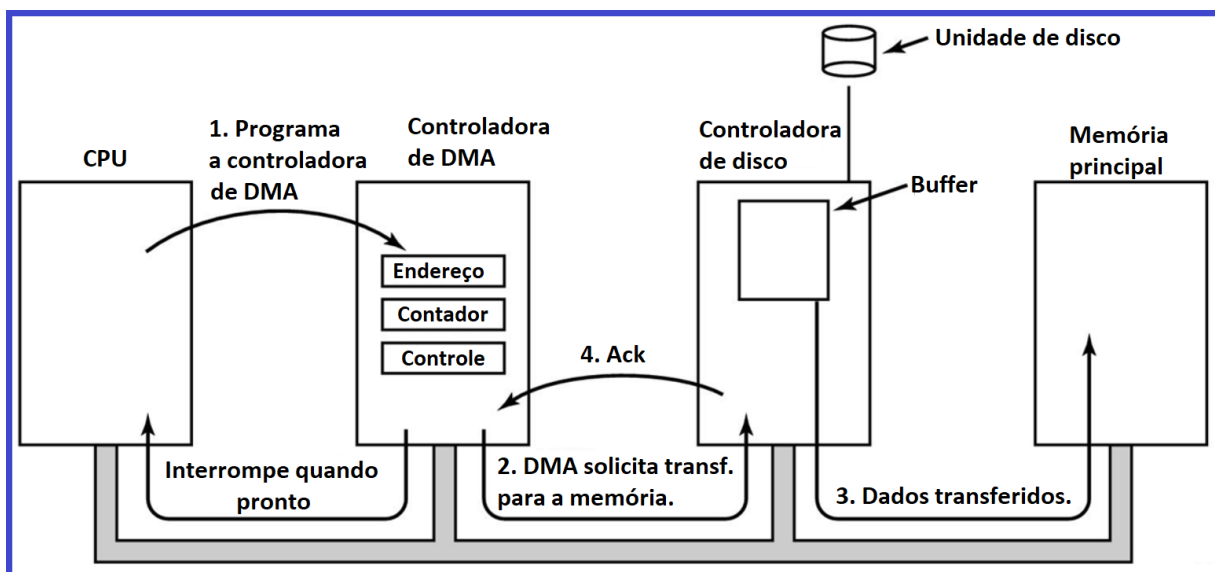 Unidade de disco
1. Programa
a controladora
de DMA
CPU
Controladora
de DMA
Controladora
de disco
Memória
principal
Buffer
Endereço
Contador
Controle
4. Ack
Interrompe quando
pronto
2. DMA solicita transf.
para a memória.
3. Dados transferidos.